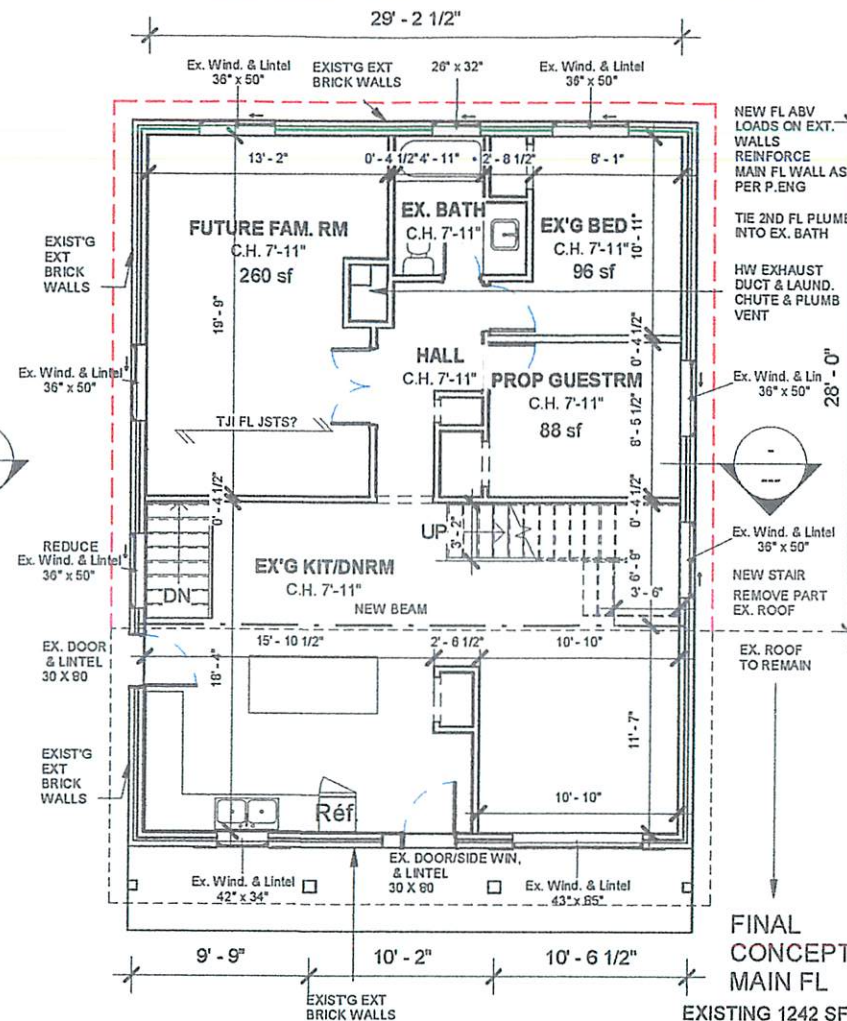 29' - 2 1/2"
Ex. Wind. & Lintel
36" x 50"
EXIST'G EXT
BRICK WALLS
26" x 32"
Ex. Wind. & Lintel
36" x 50"
NEW FL ABV
LOADS ON EXT.
WALLS
REINFORCE
MAIN FL WALL AS
PER P.ENG
13' - 2"
0' - 4 1/2"
4' - 11"
2' - 8 1/2"
8' - 1"
FUTURE FAM. RM
C.H. 7'-11"
260 sf
EX. BATH
C.H. 7'-11"
EX'G BED
C.H. 7'-11"
96 sf
10' - 11"
TIE 2ND FL PLUMB
INTO EX. BATH
EXIST'G
EXT
BRICK
WALLS
HW EXHAUST
DUCT & LAUND.
CHUTE & PLUMB
VENT
19' - 9"
0' - 4 1/2"
HALL
C.H. 7'-11"
PROP GUESTRM
C.H. 7'-11"
88 sf
Ex. Wind. & Lintel
36" x 50"
Ex. Wind. & Lin
36" x 50"
28' - 0"
TJI FL JSTS?
-
---
0' - 4 1/2"
0' - 4 1/2"
UP
3' - 2"
REDUCE
Ex. Wind. & Lintel
36" x 50"
Ex. Wind. & Lintel
36" x 50"
DN
EX'G KIT/DNRM
C.H. 7'-11"
NEW BEAM
3' - 6"
NEW STAIR
REMOVE PART
EX. ROOF
EX. DOOR
& LINTEL
30 X 80
15' - 10 1/2"
2' - 6 1/2"
10' - 10"
EX. ROOF
TO REMAIN
11' - 7"
EXIST'G
EXT
BRICK
WALLS
10' - 10"
Réf.
EX. DOOR/SIDE WIN,
& LINTEL
30 X 80
Ex. Wind. & Lintel
42" x 34"
Ex. Wind. & Lintel
43" x 85"
FINAL
CONCEPT
MAIN FL
EXISTING 1242 SF
9' - 9"
10' - 2"
10' - 6 1/2"
EXIST'G EXT
BRICK WALLS